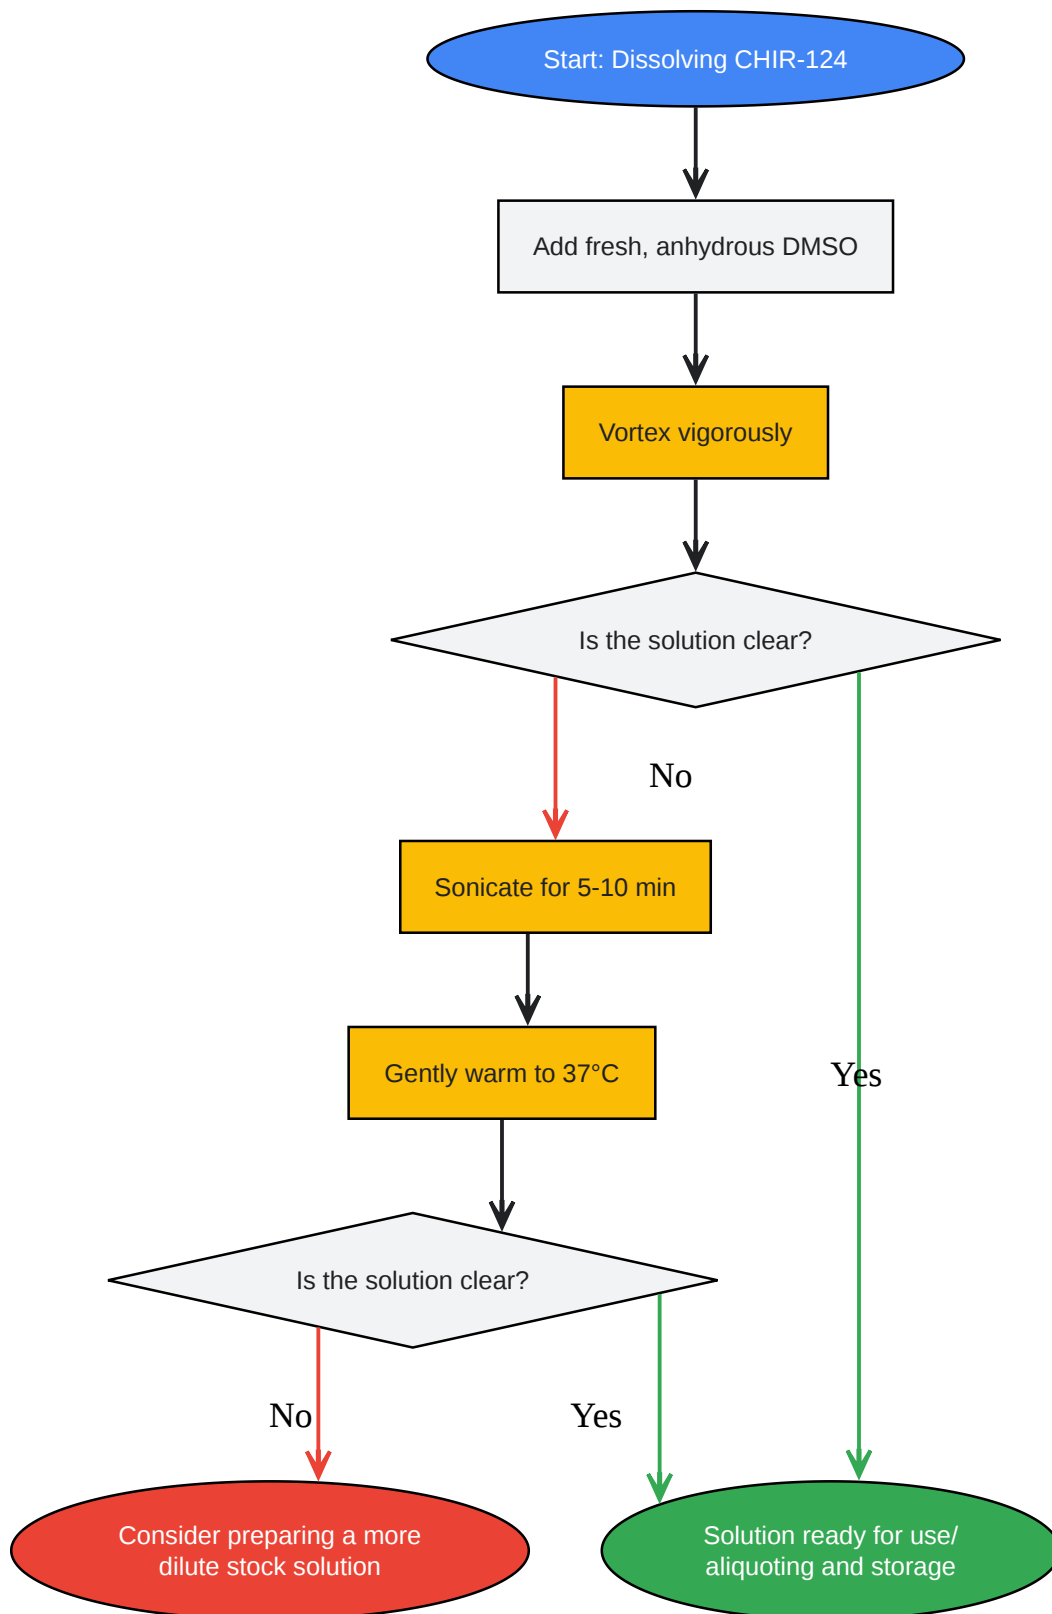 Start: Dissolving CHIR-124
Add fresh, anhydrous DMSO
Vortex vigorously
Is the solution clear?
No
Sonicate for 5-10 min
Gently warm to 37°C
Yes
Is the solution clear?
No
Yes
Consider preparing a more
dilute stock solution
Solution ready for use/
aliquoting and storage